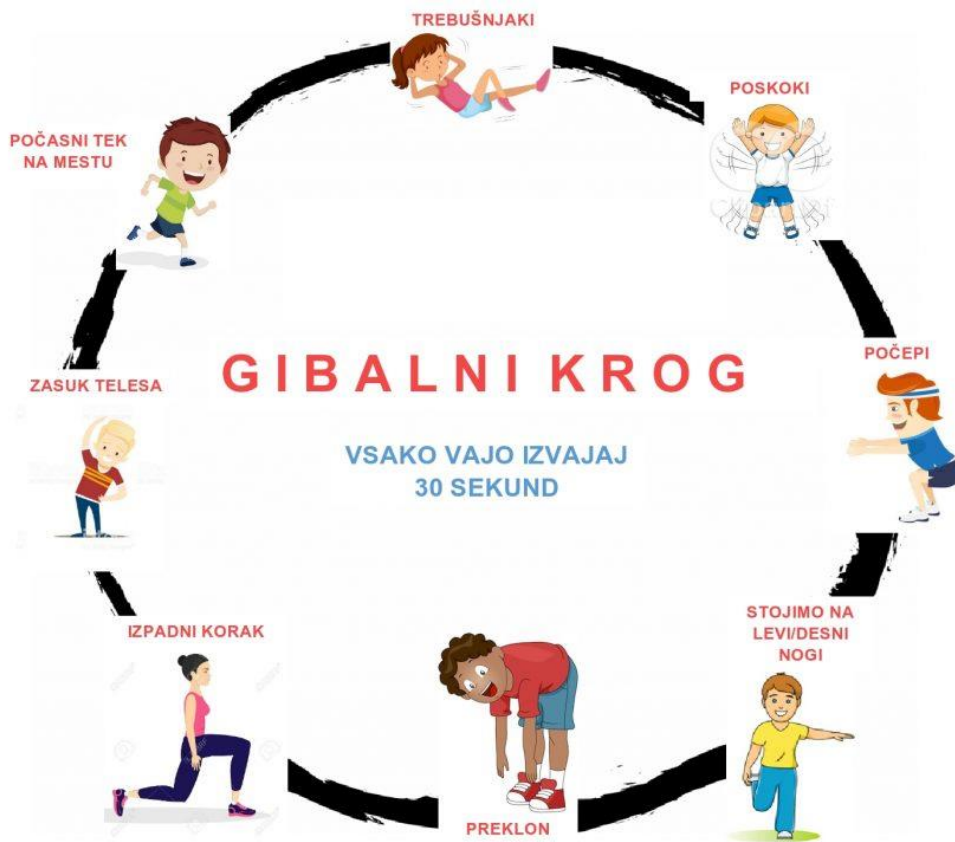 TREBUŠNJAKI
POSKOKI
POČASNI TEK
NA MESTU
POČEPI
ZASUK TELESA
GIBALNI KROG
VSAKO VAJO IZVAJAJ
30 SEKUND
STOJIMO NA
LEVI/DESNI
NOGI
IZPADNI KORAK
PREKLON